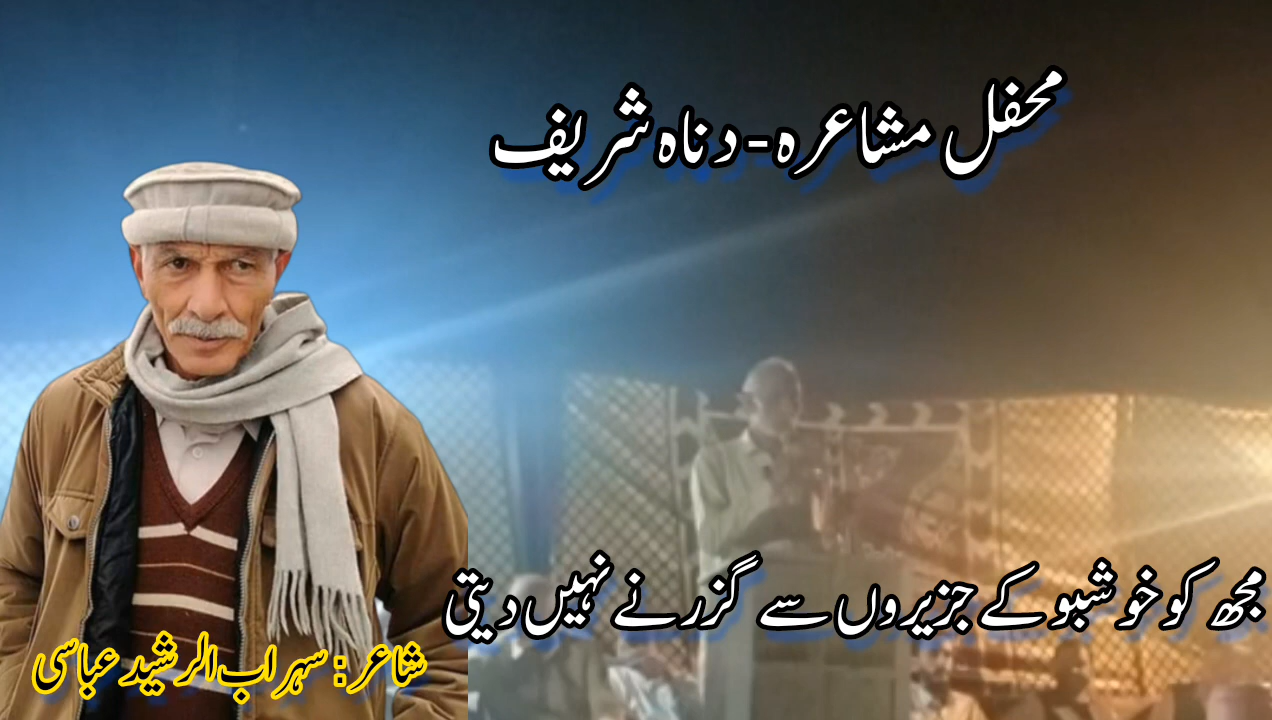 محفل مشاعرہ - دناہ شریف
مجھ کو خوشبو کے جزیروں سے گزرنے نہیں دیتی
شاعر : سہراب الرشید عباسی